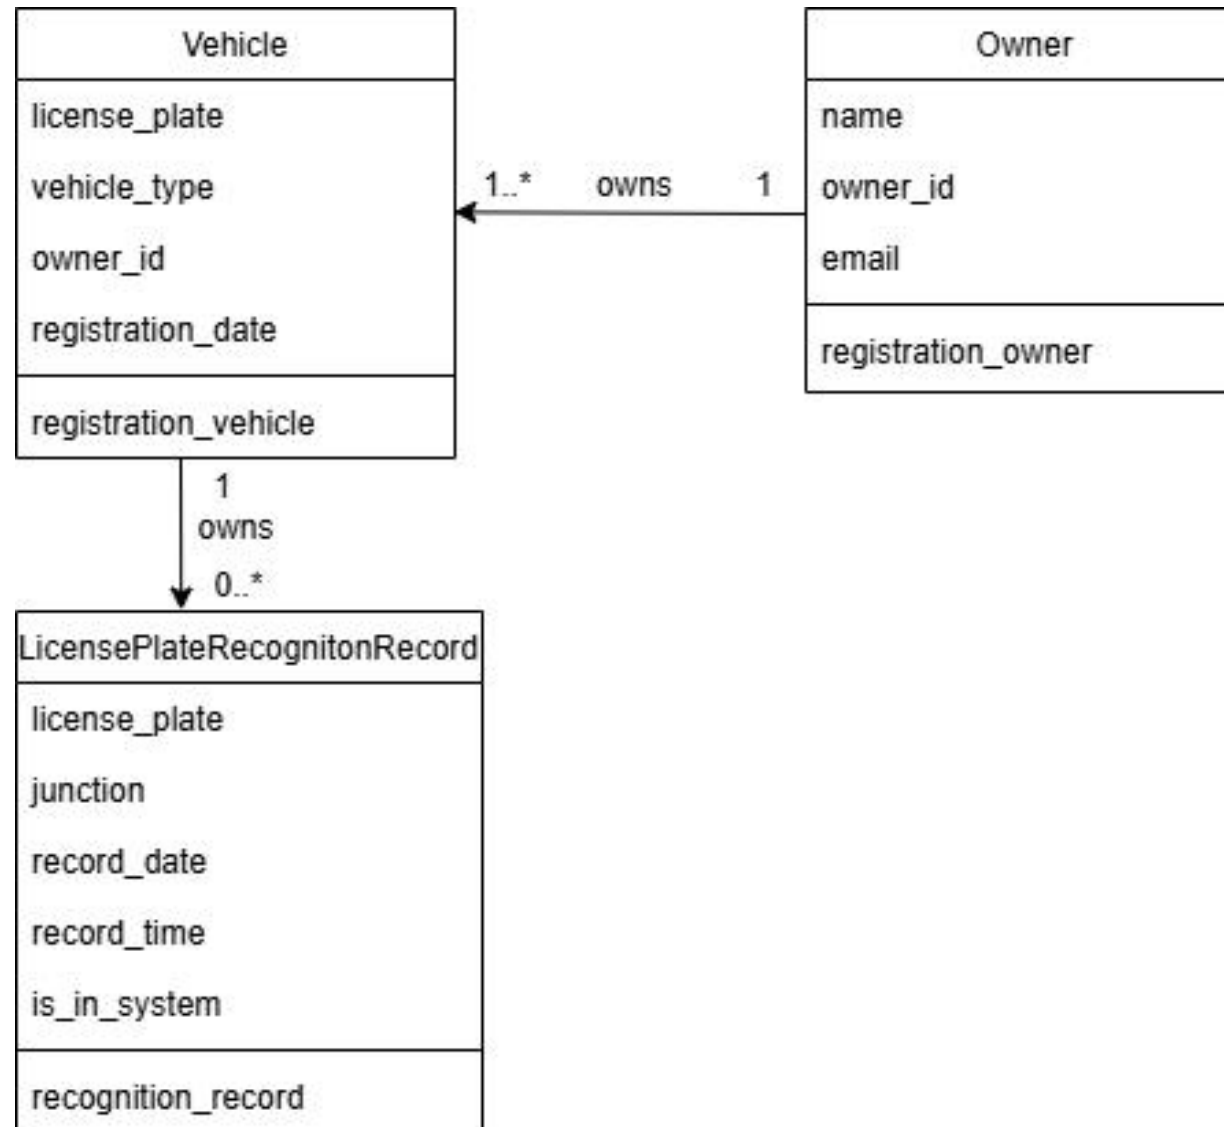 Vehicle
license_plate
vehicle_type
owner_id
registration_date
registration_vehicle
1..* owns 1
Owner
name
owner_id
email
registration_owner
1
owns
0..*
LicensePlateRecognitonRecord
license_plate
junction
record_date
record_time
is_in_system
recognition_record